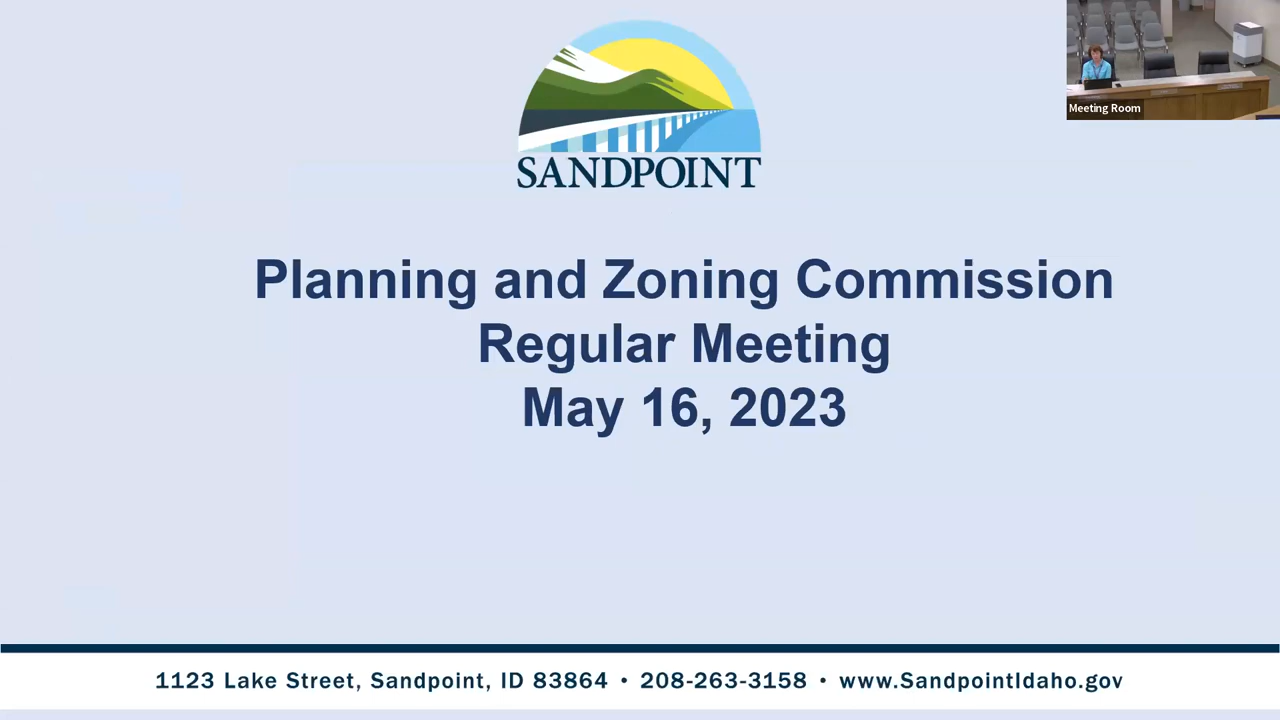 Meeting Room
SANDPOINT
Planning and Zoning Commission
Regular Meeting
May 16, 2023
1123 Lake Street, Sandpoint, ID 83864 • 208-263-3158 • www.SandpointIdaho.gov